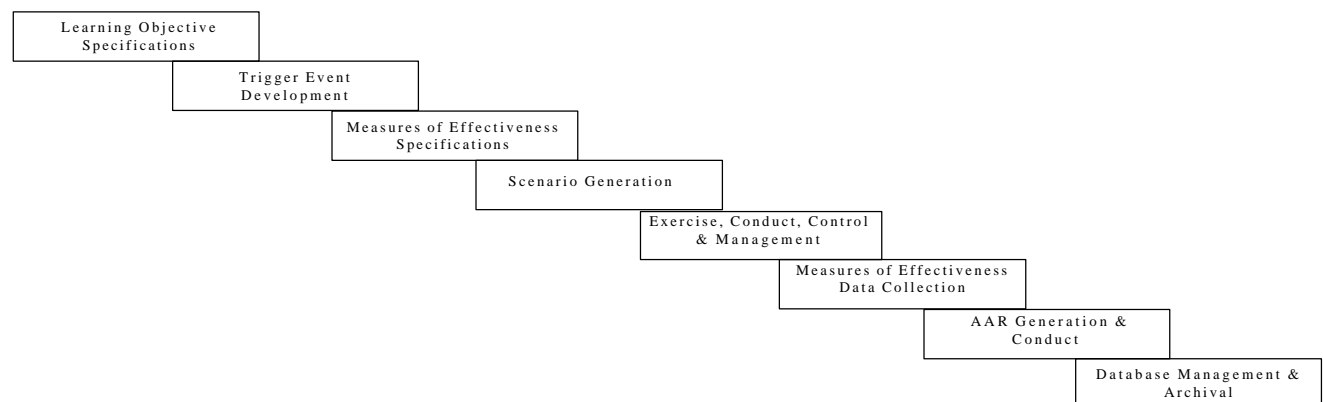 Learning Objective
Specifications
Trigger Event
Development
Measures of Effectiveness
Specifications
Scenario Generation
Exercise, Conduct, Control
& Management
Measures of Effectiveness
Data Collection
AAR Generation &
Conduct
Database Management &
Archival